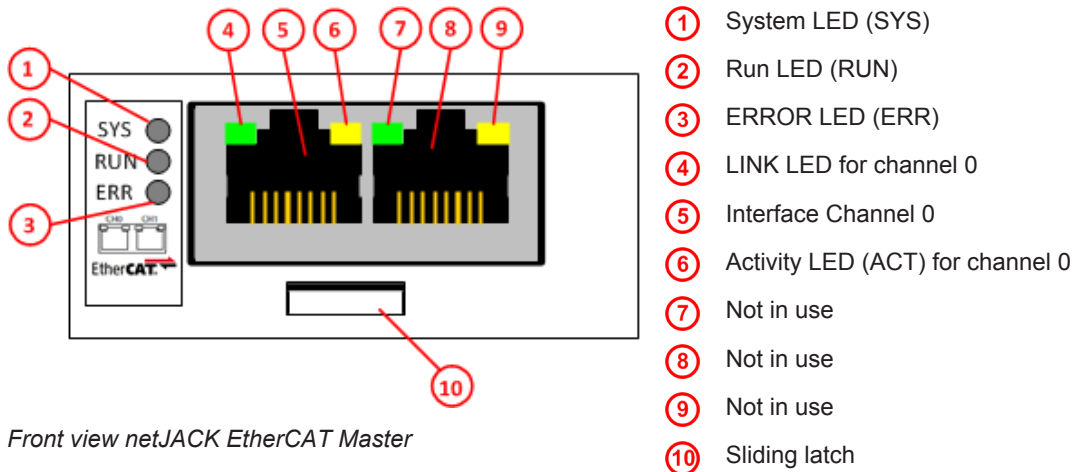 4 5 6 7 8 9
1
2
3
SYS
RUN
ERR
CH0 CH1
EtherCAT.
10
Front view netJACK EtherCAT Master
1 System LED (SYS)
2 Run LED (RUN)
3 ERROR LED (ERR)
4 LINK LED for channel 0
5 Interface Channel 0
6 Activity LED (ACT) for channel 0
7 Not in use
8 Not in use
9 Not in use
10 Sliding latch